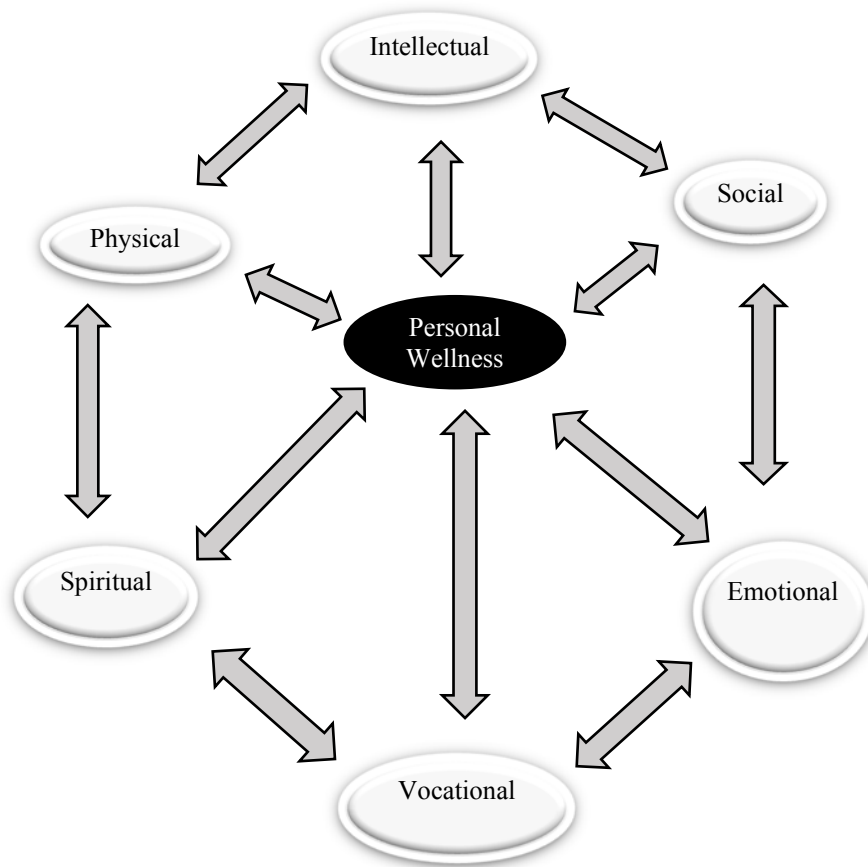 Intellectual
Social
Physical
Personal
Wellness
Spiritual
Emotional
Vocational